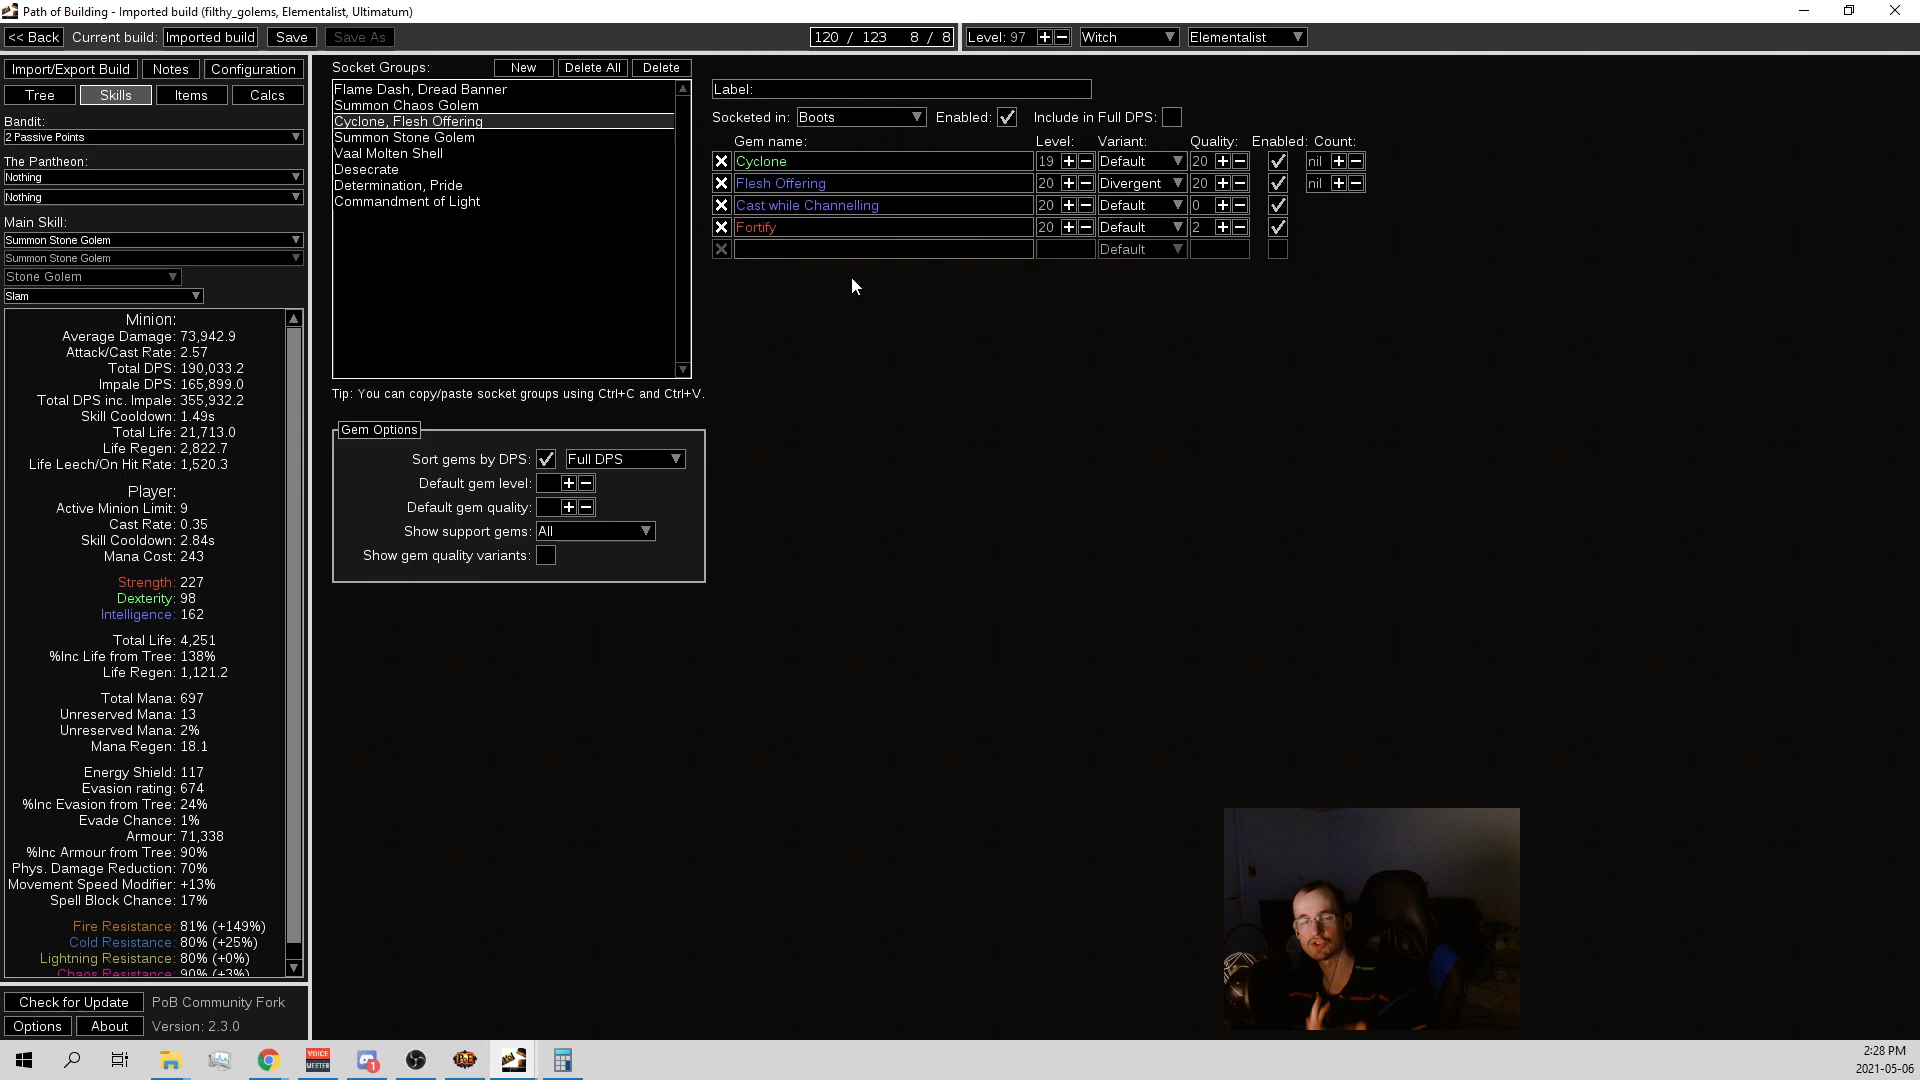 Path of Building - Imported build (filthy_golems, Elementalist, Ultimatum)
<< Back Current build: Imported build Save Save As 120 / 123 8 / 8 Level: 97 Witch Elementalist
Import/Export Build Notes Configuration
Tree Skills Items Calcs
Bandit:
2 Passive Points
The Pantheon:
Nothing
Nothing
Main Skill:
Summon Stone Golem
Summon Stone Golem
Stone Golem
Slam
Minion:
Average Damage: 73,942.9
Attack/Cast Rate: 2.57
Total DPS: 190,033.2
Impale DPS: 165,899.0
Total DPS inc. Impale: 355,932.2
Skill Cooldown: 1.49s
Total Life: 21,713.0
Life Regen: 2,822.7
Life Leech/On Hit Rate: 1,520.3
Player:
Active Minion Limit: 9
Cast Rate: 0.35
Skill Cooldown: 2.84s
Mana Cost: 243
Strength: 227
Dexterity: 98
Intelligence: 162
Total Life: 4,251
%Inc Life from Tree: 138%
Life Regen: 1,121.2
Total Mana: 697
Unreserved Mana: 13
Unreserved Mana: 2%
Mana Regen: 18.1
Energy Shield: 117
Evasion rating: 674
%Inc Evasion from Tree: 24%
Evade Chance: 1%
Armour: 71,338
%Inc Armour from Tree: 90%
Phys. Damage Reduction: 70%
Movement Speed Modifier: +13%
Spell Block Chance: 17%
Fire Resistance: 81% (+149%)
Cold Resistance: 80% (+25%)
Lightning Resistance: 80% (+0%)
Chaos Resistance: 90% (+3%)
Check for Update PoB Community Fork
Options About Version: 2.3.0
Socket Groups: New Delete All Delete
Flame Dash, Dread Banner
Summon Chaos Golem
Cyclone, Flesh Offering
Summon Stone Golem
Vaal Molten Shell
Desecrate
Determination, Pride
Commandment of Light
Tip: You can copy/paste socket groups using Ctrl+C and Ctrl+V.
Gem Options
Sort gems by DPS: Full DPS
Default gem level:
Default gem quality:
Show support gems: All
Show gem quality variants:
Label:
Socketed in: Boots Enabled: Include in Full DPS:
Gem name: Level: Variant: Quality: Enabled: Count:
Cyclone 19 Default 20 nil
Flesh Offering 20 Divergent 20 nil
Cast while Channelling 20 Default 0
Fortify 20 Default 2
Default
VOICE
MEETER
1
PoE
2:28 PM
2021-05-06